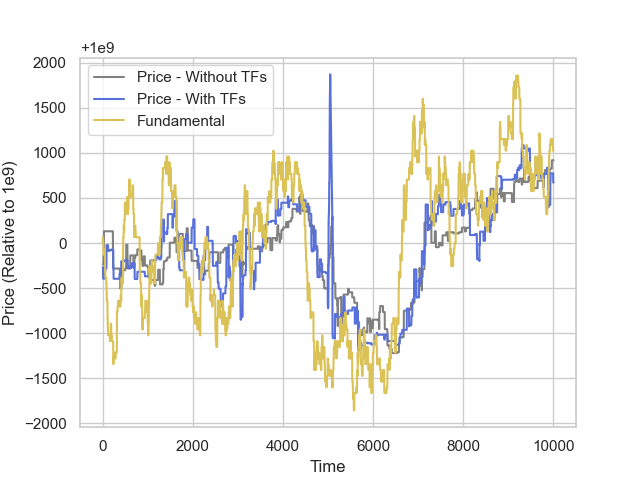 +1e9
Price - Without TFs
Price - With TFs
Fundamental
2000
1500
1000
500
0
−500
−1000
−1500
−2000
Price (Relative to 1e9)
0 2000 4000 6000 8000 10000
Time